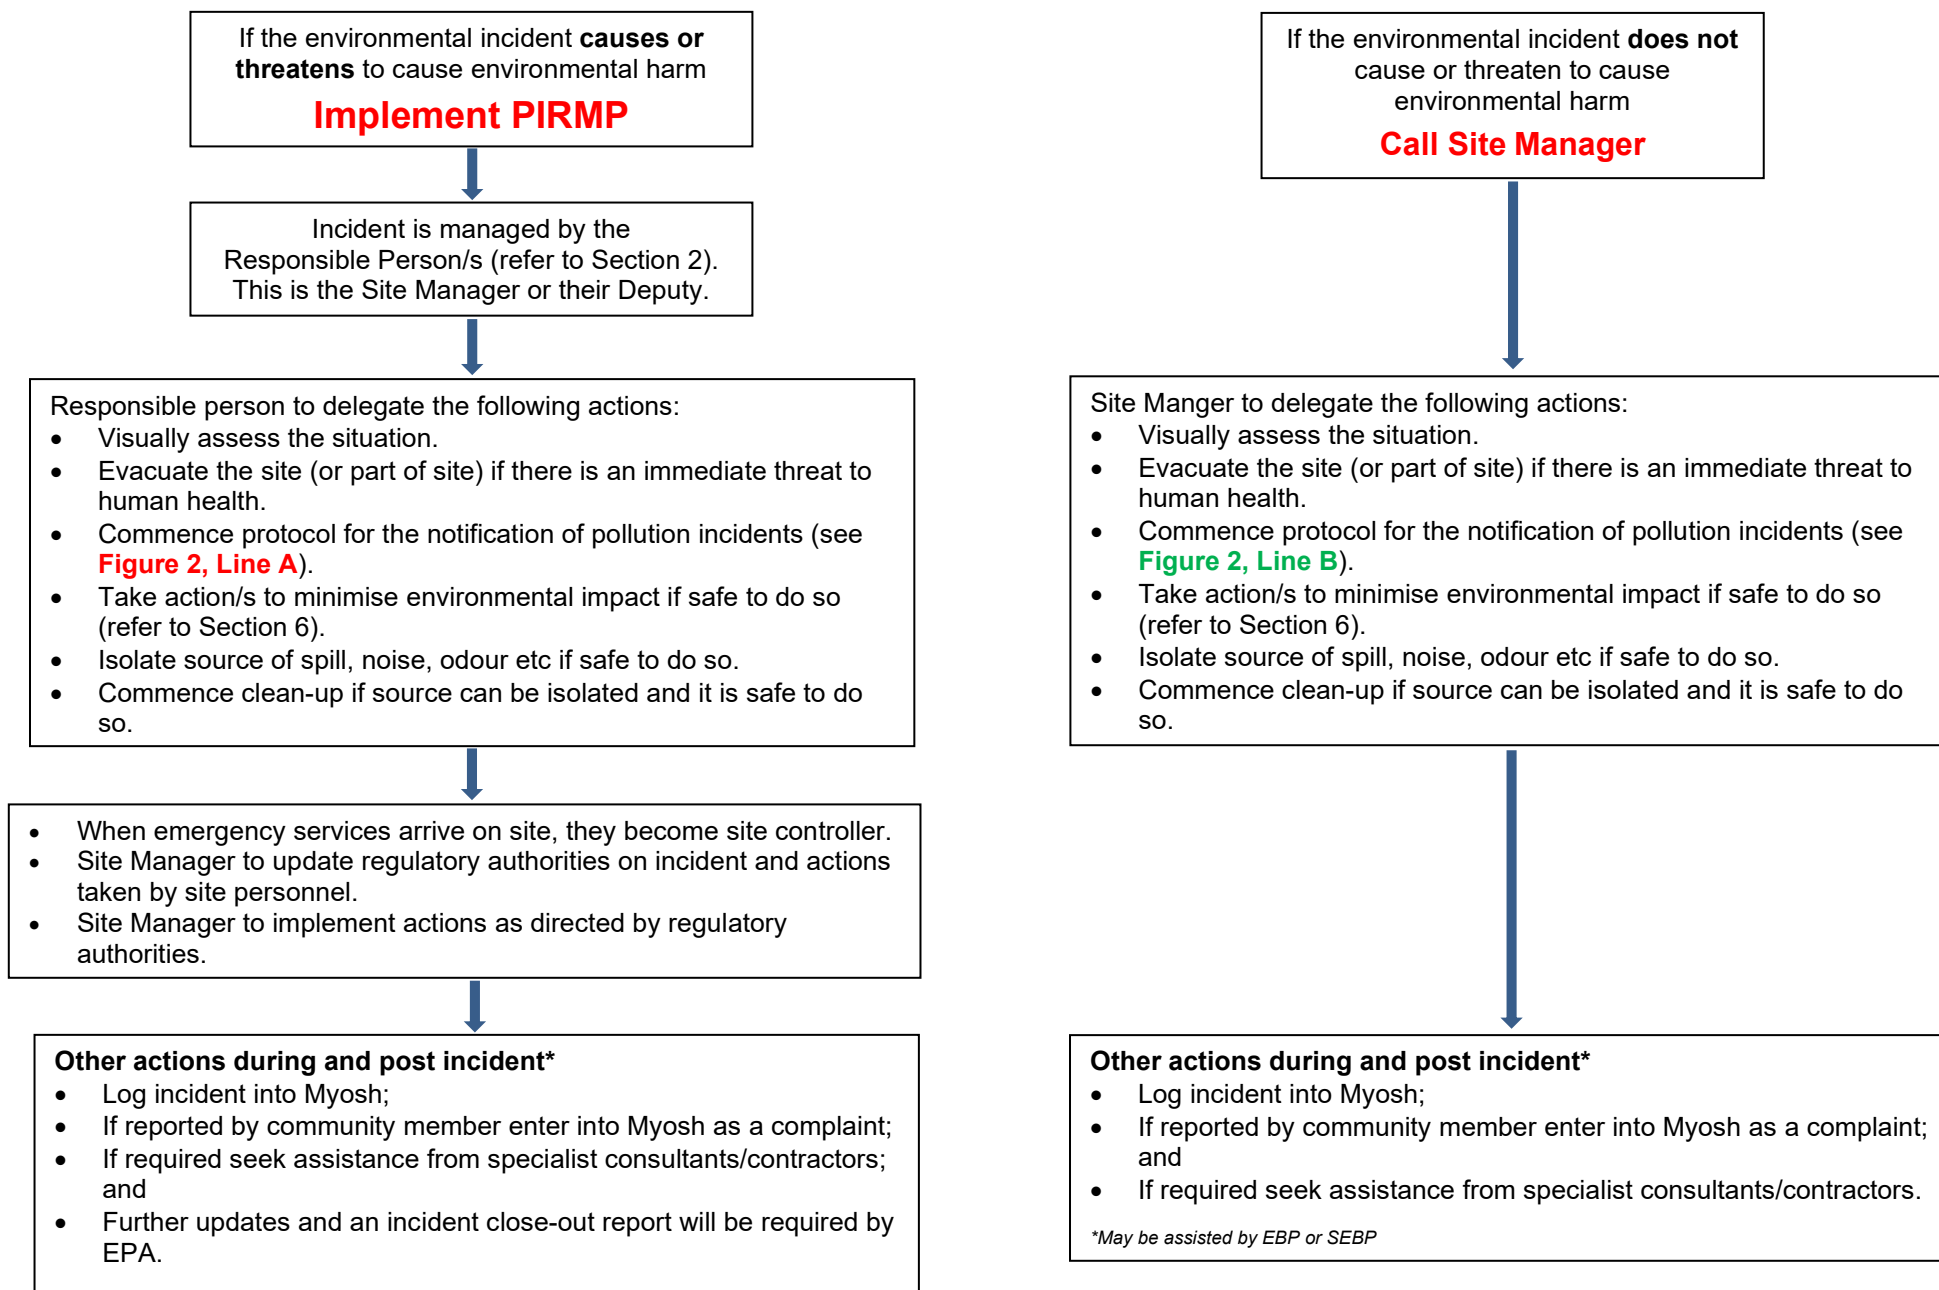 If the environmental incident causes or
threatens to cause environmental harm
Implement PIRMP
Incident is managed by the
Responsible Person/s (refer to Section 2).
This is the Site Manager or their Deputy.
Responsible person to delegate the following actions:
• Visually assess the situation.
• Evacuate the site (or part of site) if there is an immediate threat to
human health.
• Commence protocol for the notification of pollution incidents (see
Figure 2, Line A).
• Take action/s to minimise environmental impact if safe to do so
(refer to Section 6).
• Isolate source of spill, noise, odour etc if safe to do so.
• Commence clean-up if source can be isolated and it is safe to do
so.
• When emergency services arrive on site, they become site controller.
• Site Manager to update regulatory authorities on incident and actions
taken by site personnel.
• Site Manager to implement actions as directed by regulatory
authorities.
Other actions during and post incident*
• Log incident into Myosh;
• If reported by community member enter into Myosh as a complaint;
• If required seek assistance from specialist consultants/contractors;
and
• Further updates and an incident close-out report will be required by
EPA.
If the environmental incident does not
cause or threaten to cause
environmental harm
Call Site Manager
Site Manger to delegate the following actions:
• Visually assess the situation.
• Evacuate the site (or part of site) if there is an immediate threat to
human health.
• Commence protocol for the notification of pollution incidents (see
Figure 2, Line B).
• Take action/s to minimise environmental impact if safe to do so
(refer to Section 6).
• Isolate source of spill, noise, odour etc if safe to do so.
• Commence clean-up if source can be isolated and it is safe to do
so.
Other actions during and post incident*
• Log incident into Myosh;
• If reported by community member enter into Myosh as a complaint;
and
• If required seek assistance from specialist consultants/contractors.
*May be assisted by EBP or SEBP